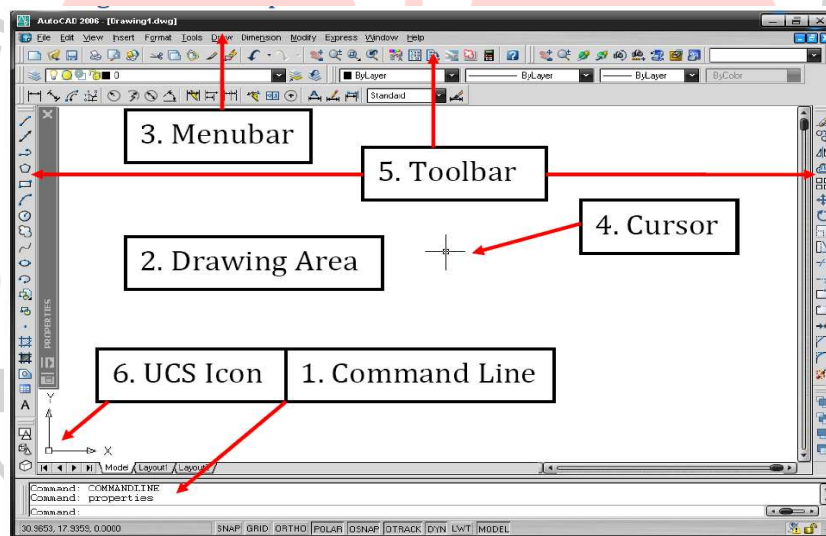 AutoCAD 2006 - [Drawing1.dwg]
File Edit View Insert Format Tools Draw Dimension Modify Express Window Help
0 ByLayer ByLayer ByLayer ByColor
Standard
3. Menubar
5. Toolbar
4. Cursor
2. Drawing Area
PROPERTIES
6. UCS Icon 1. Command Line
A
Y
X
Model Layout1
Command: COMMANDLINE
Command: properties
Command:
30.9653, 17.9359, 0.0000 SNAP GRID ORTHO POLAR OSNAP OTRACK DYN LWT MODEL